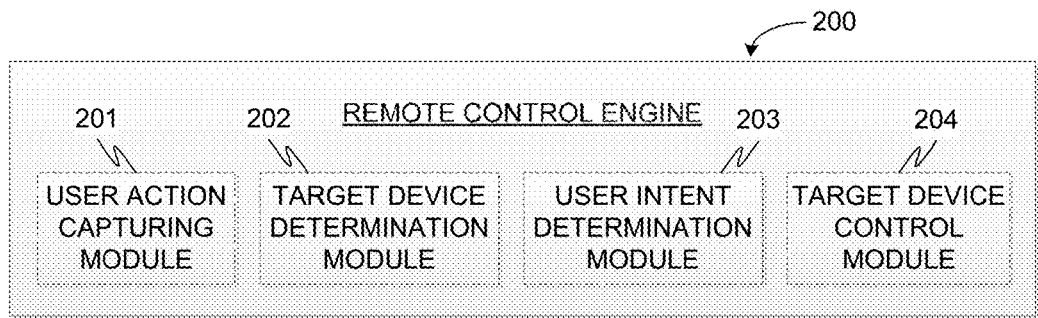 200
REMOTE CONTROL ENGINE
201
202
203
204
USER ACTION
CAPTURING
MODULE
TARGET DEVICE
DETERMINATION
MODULE
USER INTENT
DETERMINATION
MODULE
TARGET DEVICE
CONTROL
MODULE